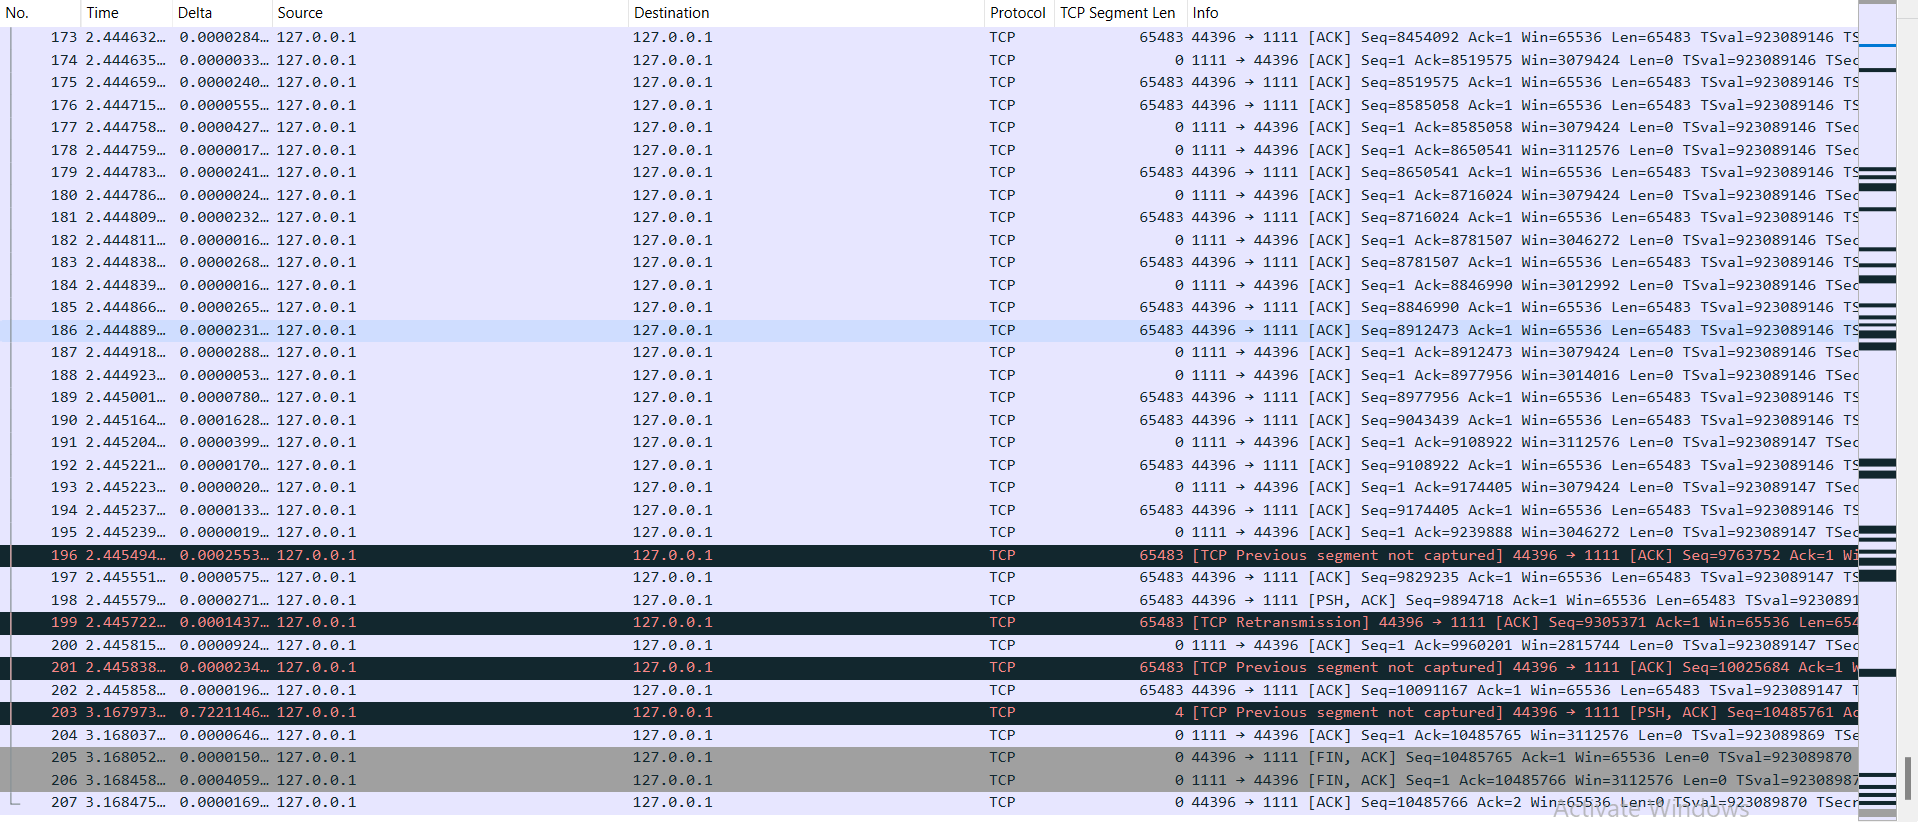 No. Time Delta Source Destination Protocol TCP Segment Len Info
173 2.444632… 0.0000284… 127.0.0.1 127.0.0.1 TCP 65483 44396 → 1111 [ACK] Seq=8454092 Ack=1 Win=65536 Len=65483 TSval=923089146 TS
174 2.444635… 0.0000033… 127.0.0.1 127.0.0.1 TCP 0 1111 → 44396 [ACK] Seq=1 Ack=8519575 Win=3079424 Len=0 TSval=923089146 TSec
175 2.444659… 0.0000240… 127.0.0.1 127.0.0.1 TCP 65483 44396 → 1111 [ACK] Seq=8519575 Ack=1 Win=65536 Len=65483 TSval=923089146 TS
176 2.444715… 0.0000555… 127.0.0.1 127.0.0.1 TCP 65483 44396 → 1111 [ACK] Seq=8585058 Ack=1 Win=65536 Len=65483 TSval=923089146 TS
177 2.444758… 0.0000427… 127.0.0.1 127.0.0.1 TCP 0 1111 → 44396 [ACK] Seq=1 Ack=8585058 Win=3079424 Len=0 TSval=923089146 TSec
178 2.444759… 0.0000017… 127.0.0.1 127.0.0.1 TCP 0 1111 → 44396 [ACK] Seq=1 Ack=8650541 Win=3112576 Len=0 TSval=923089146 TSec
179 2.444783… 0.0000241… 127.0.0.1 127.0.0.1 TCP 65483 44396 → 1111 [ACK] Seq=8650541 Ack=1 Win=65536 Len=65483 TSval=923089146 TS
180 2.444786… 0.0000024… 127.0.0.1 127.0.0.1 TCP 0 1111 → 44396 [ACK] Seq=1 Ack=8716024 Win=3079424 Len=0 TSval=923089146 TSec
181 2.444809… 0.0000232… 127.0.0.1 127.0.0.1 TCP 65483 44396 → 1111 [ACK] Seq=8716024 Ack=1 Win=65536 Len=65483 TSval=923089146 TS
182 2.444811… 0.0000016… 127.0.0.1 127.0.0.1 TCP 0 1111 → 44396 [ACK] Seq=1 Ack=8781507 Win=3046272 Len=0 TSval=923089146 TSec
183 2.444838… 0.0000268… 127.0.0.1 127.0.0.1 TCP 65483 44396 → 1111 [ACK] Seq=8781507 Ack=1 Win=65536 Len=65483 TSval=923089146 TS
184 2.444839… 0.0000016… 127.0.0.1 127.0.0.1 TCP 0 1111 → 44396 [ACK] Seq=1 Ack=8846990 Win=3012992 Len=0 TSval=923089146 TSec
185 2.444866… 0.0000265… 127.0.0.1 127.0.0.1 TCP 65483 44396 → 1111 [ACK] Seq=8846990 Ack=1 Win=65536 Len=65483 TSval=923089146 TS
186 2.444889… 0.0000231… 127.0.0.1 127.0.0.1 TCP 65483 44396 → 1111 [ACK] Seq=8912473 Ack=1 Win=65536 Len=65483 TSval=923089146 TS
187 2.444918… 0.0000288… 127.0.0.1 127.0.0.1 TCP 0 1111 → 44396 [ACK] Seq=1 Ack=8912473 Win=3079424 Len=0 TSval=923089146 TSec
188 2.444923… 0.0000053… 127.0.0.1 127.0.0.1 TCP 0 1111 → 44396 [ACK] Seq=1 Ack=8977956 Win=3014016 Len=0 TSval=923089146 TSec
189 2.445001… 0.0000780… 127.0.0.1 127.0.0.1 TCP 65483 44396 → 1111 [ACK] Seq=8977956 Ack=1 Win=65536 Len=65483 TSval=923089146 TS
190 2.445164… 0.0001628… 127.0.0.1 127.0.0.1 TCP 65483 44396 → 1111 [ACK] Seq=9043439 Ack=1 Win=65536 Len=65483 TSval=923089146 TS
191 2.445204… 0.0000399… 127.0.0.1 127.0.0.1 TCP 0 1111 → 44396 [ACK] Seq=1 Ack=9108922 Win=3112576 Len=0 TSval=923089147 TSec
192 2.445221… 0.0000170… 127.0.0.1 127.0.0.1 TCP 65483 44396 → 1111 [ACK] Seq=9108922 Ack=1 Win=65536 Len=65483 TSval=923089146 TS
193 2.445223… 0.0000020… 127.0.0.1 127.0.0.1 TCP 0 1111 → 44396 [ACK] Seq=1 Ack=9174405 Win=3079424 Len=0 TSval=923089147 TSec
194 2.445237… 0.0000133… 127.0.0.1 127.0.0.1 TCP 65483 44396 → 1111 [ACK] Seq=9174405 Ack=1 Win=65536 Len=65483 TSval=923089146 TS
195 2.445239… 0.0000019… 127.0.0.1 127.0.0.1 TCP 0 1111 → 44396 [ACK] Seq=1 Ack=9239888 Win=3046272 Len=0 TSval=923089147 TSec
196 2.445494… 0.0002553… 127.0.0.1 127.0.0.1 TCP 65483 [TCP Previous segment not captured] 44396 → 1111 [ACK] Seq=9763752 Ack=1 Wi
197 2.445551… 0.0000575… 127.0.0.1 127.0.0.1 TCP 65483 44396 → 1111 [ACK] Seq=9829235 Ack=1 Win=65536 Len=65483 TSval=923089147 TS
198 2.445579… 0.0000271… 127.0.0.1 127.0.0.1 TCP 65483 44396 → 1111 [PSH, ACK] Seq=9894718 Ack=1 Win=65536 Len=65483 TSval=9230891
199 2.445722… 0.0001437… 127.0.0.1 127.0.0.1 TCP 65483 [TCP Retransmission] 44396 → 1111 [ACK] Seq=9305371 Ack=1 Win=65536 Len=654
200 2.445815… 0.0000924… 127.0.0.1 127.0.0.1 TCP 0 1111 → 44396 [ACK] Seq=1 Ack=9960201 Win=2815744 Len=0 TSval=923089147 TSec
201 2.445838… 0.0000234… 127.0.0.1 127.0.0.1 TCP 65483 [TCP Previous segment not captured] 44396 → 1111 [ACK] Seq=10025684 Ack=1 W
202 2.445858… 0.0000196… 127.0.0.1 127.0.0.1 TCP 65483 44396 → 1111 [ACK] Seq=10091167 Ack=1 Win=65536 Len=65483 TSval=923089147 T
203 3.167973… 0.7221146… 127.0.0.1 127.0.0.1 TCP 4 [TCP Previous segment not captured] 44396 → 1111 [PSH, ACK] Seq=10485761 Ac
204 3.168037… 0.0000646… 127.0.0.1 127.0.0.1 TCP 0 1111 → 44396 [ACK] Seq=1 Ack=10485765 Win=3112576 Len=0 TSval=923089869 TSe
205 3.168052… 0.0000150… 127.0.0.1 127.0.0.1 TCP 0 44396 → 1111 [FIN, ACK] Seq=10485765 Ack=1 Win=65536 Len=0 TSval=923089870
206 3.168458… 0.0004059… 127.0.0.1 127.0.0.1 TCP 0 1111 → 44396 [FIN, ACK] Seq=1 Ack=10485766 Win=3112576 Len=0 TSval=92308987
207 3.168475… 0.0000169… 127.0.0.1 127.0.0.1 TCP 0 44396 → 1111 [ACK] Seq=10485766 Ack=2 Win=65536 Len=0 TSval=923089870 TSecr
Activate Windows